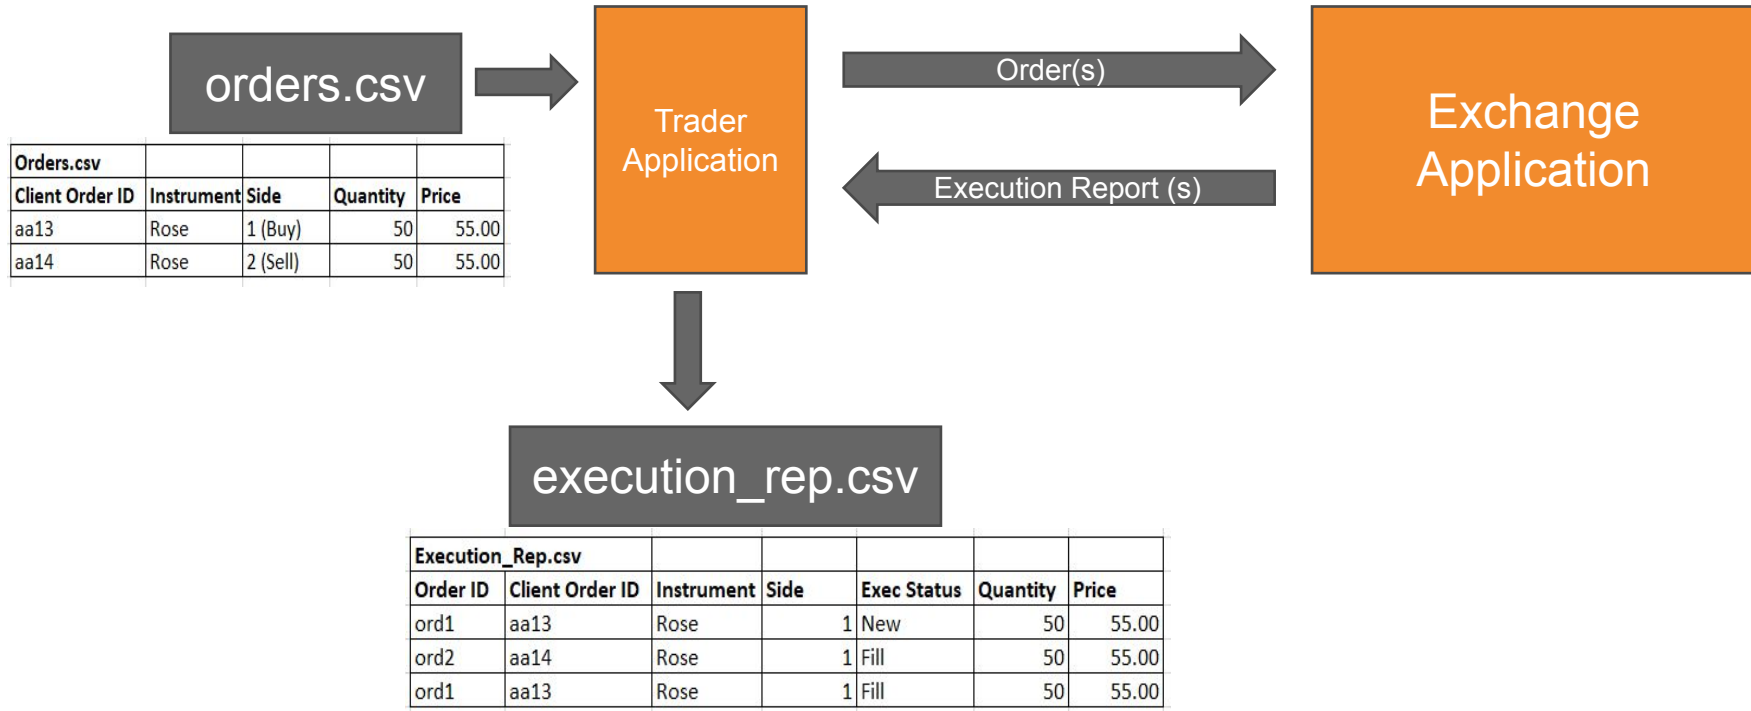 orders.csv
Orders.csv
Client Order ID Instrument Side Quantity Price
aa13 Rose 1 (Buy) 50 55.00
aa14 Rose 2 (Sell) 50 55.00
Trader
Application
Order(s)
Execution Report (s)
Exchange
Application
execution_rep.csv
Execution_Rep.csv
Order ID Client Order ID Instrument Side Exec Status Quantity Price
ord1 aa13 Rose 1 New 50 55.00
ord2 aa14 Rose 1 Fill 50 55.00
ord1 aa13 Rose 1 Fill 50 55.00